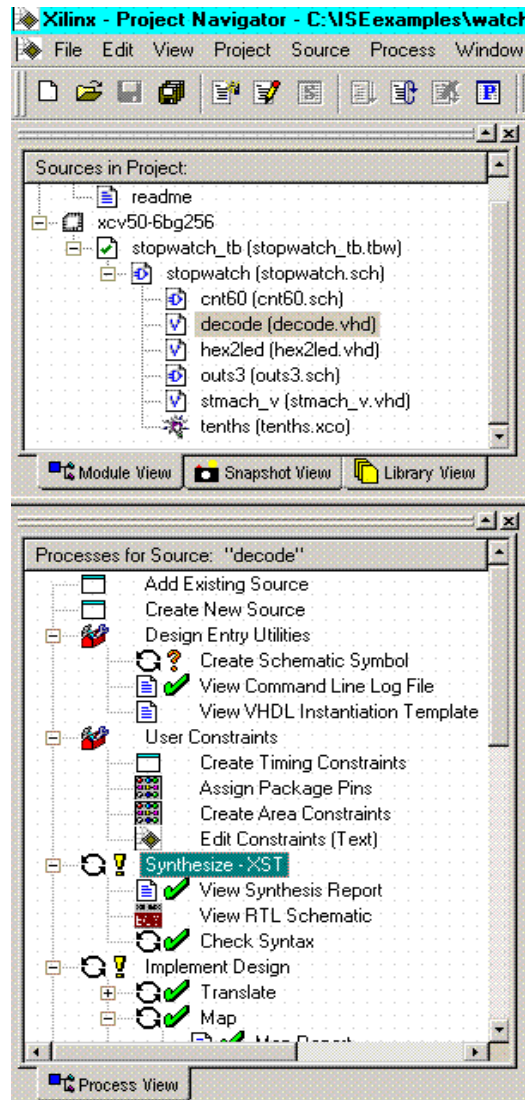 Xilinx - Project Navigator - C:\ISEexamples\watch
File Edit View Project Source Process Window
Sources in Project:
readme
xcv50-6bg256
stopwatch_tb (stopwatch_tb.tbw)
stopwatch (stopwatch.sch)
cnt60 (cnt60.sch)
decode (decode.vhd)
hex2led (hex2led.vhd)
outs3 (outs3.sch)
stmach_v (stmach_v.vhd)
tenths (tenths.xco)
Module View Snapshot View Library View
Processes for Source: "decode"
Add Existing Source
Create New Source
Design Entry Utilities
Create Schematic Symbol
View Command Line Log File
View VHDL Instantiation Template
User Constraints
Create Timing Constraints
Assign Package Pins
Create Area Constraints
Edit Constraints (Text)
Synthesize - XST
View Synthesis Report
View RTL Schematic
Check Syntax
Implement Design
Translate
Map
Map Report
Process View